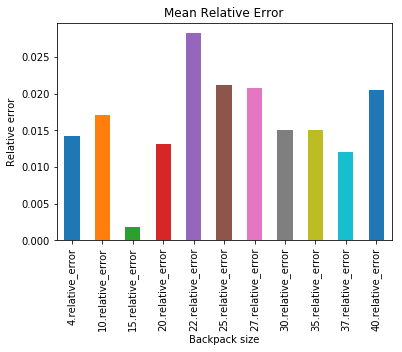 Mean Relative Error
Relative error
0.025
0.020
0.015
0.010
0.005
0.000
4.relative_error
10.relative_error
15.relative_error
20.relative_error
22.relative_error
25.relative_error
27.relative_error
30.relative_error
35.relative_error
37.relative_error
40.relative_error
Backpack size